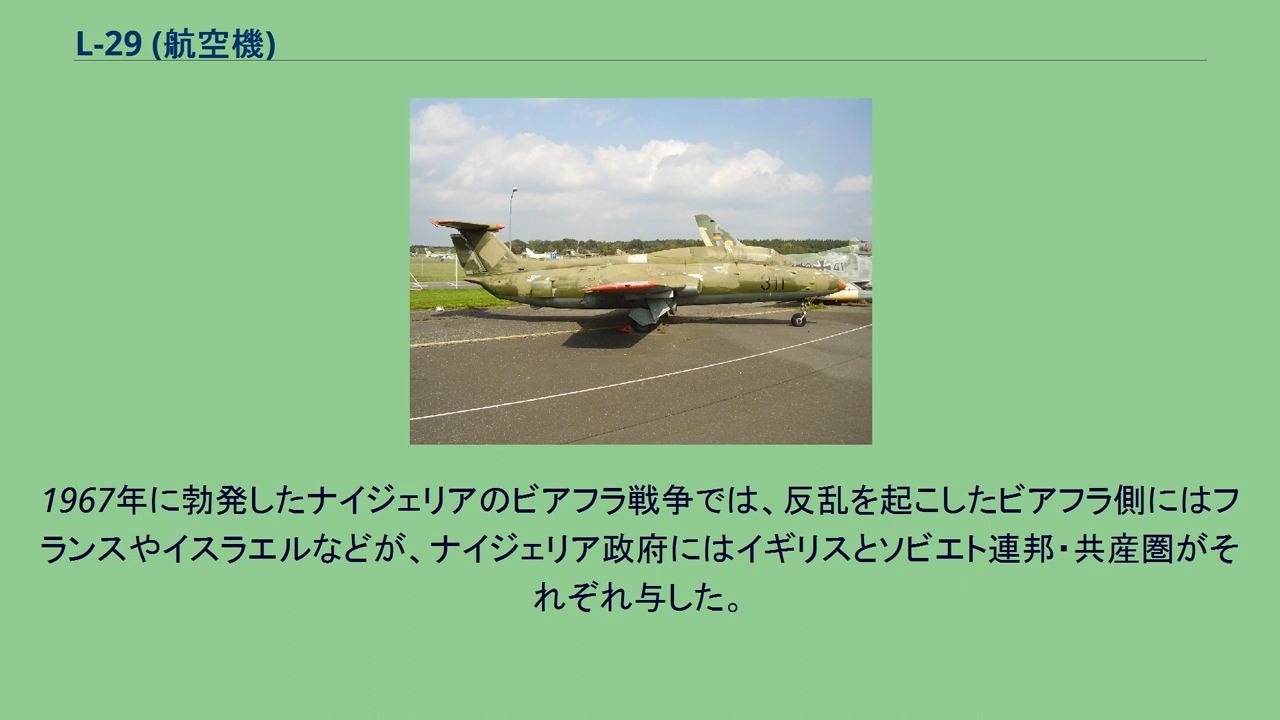 L-29 (航空機)
311
1967年に勃発したナイジェリアのビアフラ戦争では、反乱を起こしたビアフラ側にはフ
ランスやイスラエルなどが、ナイジェリア政府にはイギリスとソビエト連邦・共産圏がそ
れぞれ与した。